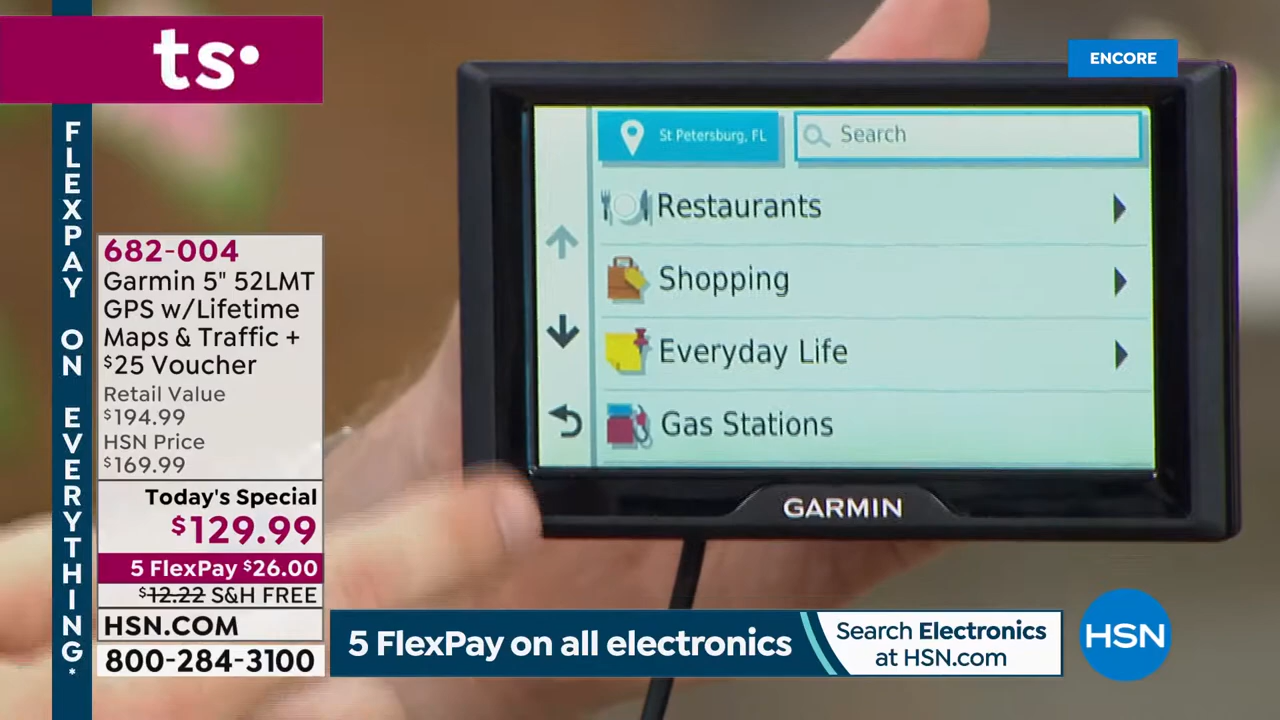 ts.
ENCORE
FLEXPAY ON EVERYTHING*
682-004
Garmin 5" 52LMT
GPS w/Lifetime
Maps & Traffic +
$25 Voucher
Retail Value
$194.99
HSN Price
$169.99
Today's Special
$129.99
5 FlexPay $26.00
$12.22 S&H FREE
HSN.COM
800-284-3100
St Petersburg, FL
Search
Restaurants
Shopping
Everyday Life
Gas Stations
GARMIN
5 FlexPay on all electronics
Search Electronics
at HSN.com
HSN